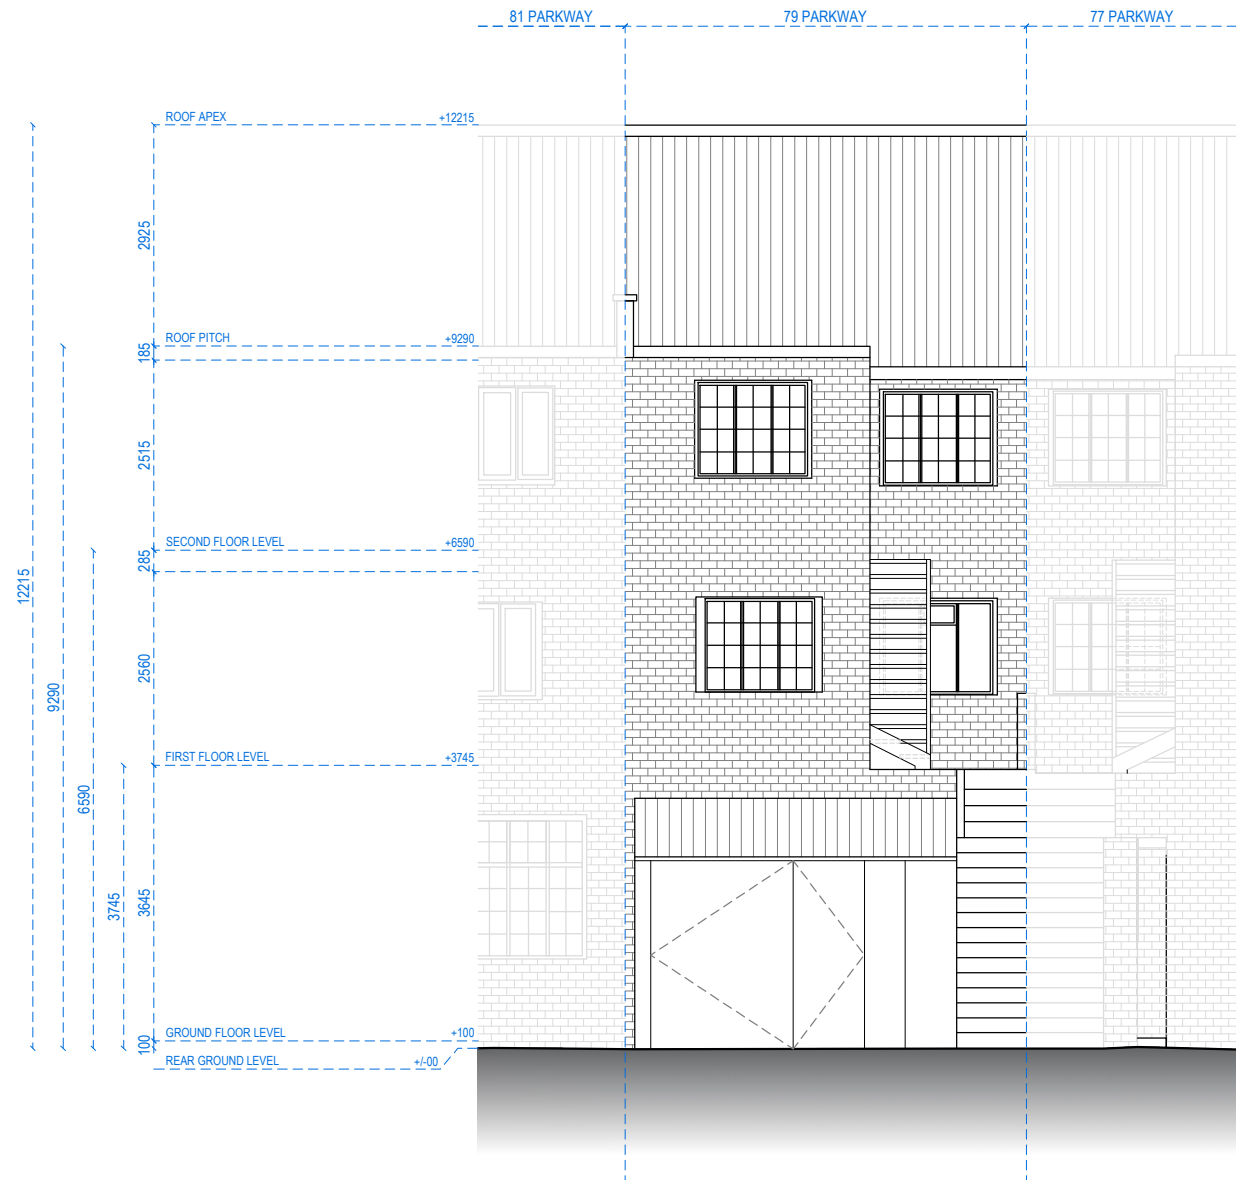 81 PARKWAY 79 PARKWAY 77 PARKWAY
ROOF APEX +12215
2925
ROOF PITCH +9290
185
2515
SECOND FLOOR LEVEL +6590
285
12215
2560
9290
FIRST FLOOR LEVEL +3745
6590
3645
3745
GROUND FLOOR LEVEL +100
100
REAR GROUND LEVEL +/-00